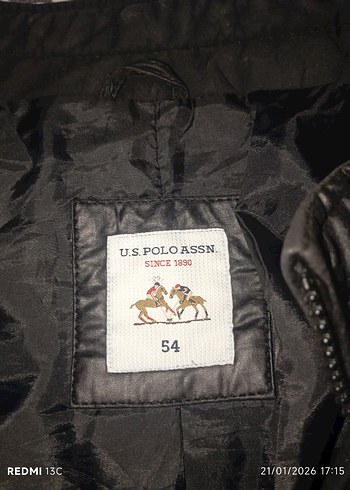 U.S. POLO ASSN.
SINCE 1890
54
REDMI 13C
21/01/2026 17:15